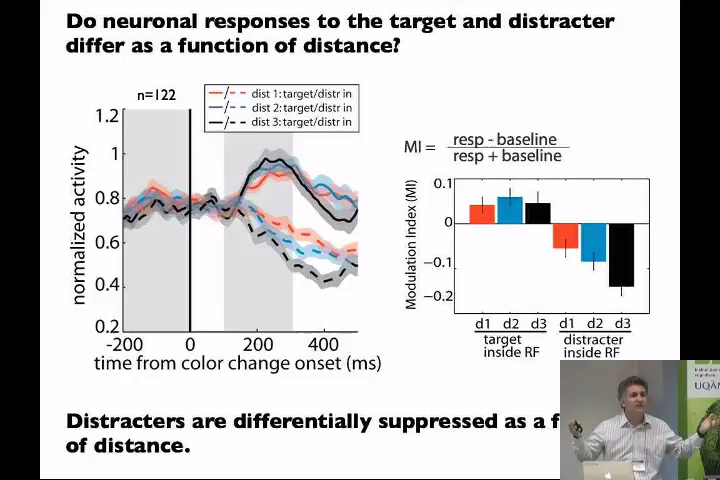 Do neuronal responses to the target and distracter
differ as a function of distance?
n=122
dist 1: target/distr in
dist 2: target/distr in
dist 3: target/distr in
1.2
1
0.8
0.6
0.4
0.2
normalized activity
-200 0 200 400
time from color change onset (ms)
MI = resp - baseline
resp + baseline
Modulation Index (MI)
0.1
0
-0.1
-0.2
d1 d2 d3 d1 d2 d3
target distracter
inside RF inside RF
UQÀM
Distracters are differentially suppressed as a f
of distance.